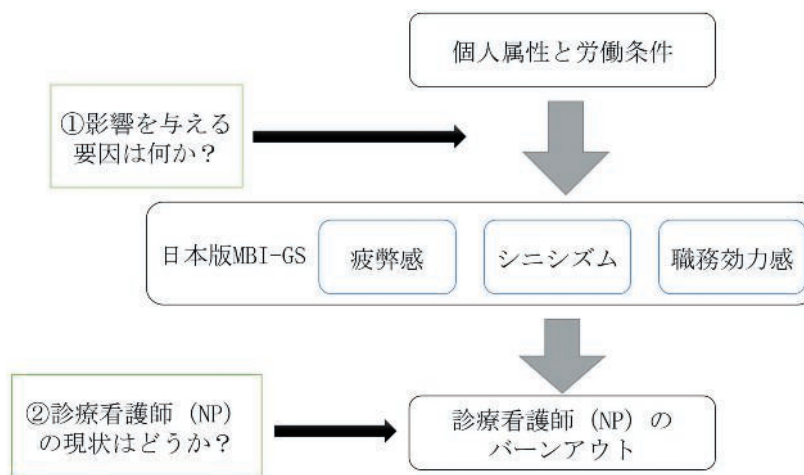 個人属性と労働条件
①影響を与える
要因は何か？
日本版MBI-GS
疲弊感
シニシズム
職務効力感
②診療看護師（NP）
の現状はどうか？
診療看護師（NP）の
バーンアウト